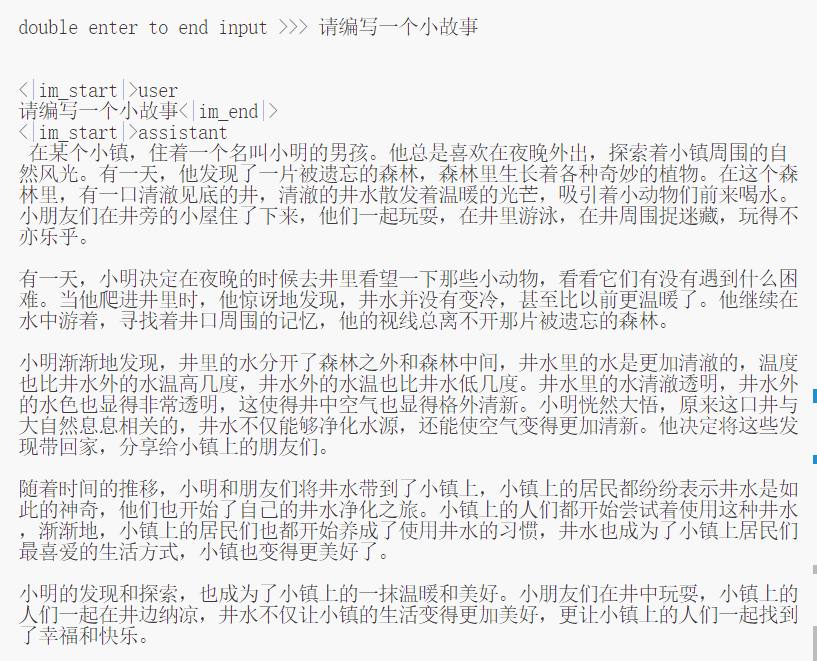 double enter to end input >>> 请编写一个小故事
<|im_start|>user
请编写一个小故事<|im_end|>
<|im_start|>assistant
在某个小镇，住着一个名叫小明的男孩。他总是喜欢在夜晚外出，探索着小镇周围的自
然风光。有一天，他发现了一片被遗忘的森林，森林里生长着各种奇妙的植物。在这个森
林里，有一口清澈见底的井，清澈的井水散发着温暖的光芒，吸引着小动物们前来喝水。
小朋友们在井旁的小屋住了下来，他们一起玩耍，在井里游泳，在井周围捉迷藏，玩得不
亦乐乎。
有一天，小明决定在夜晚的时候去井里看望一下那些小动物，看看它们有没有遇到什么困
难。当他爬进井里时，他惊讶地发现，井水并没有变冷，甚至比以前更温暖了。他继续在
水中游着，寻找着井口周围的记忆，他的视线总离不开那片被遗忘的森林。
小明渐渐地发现，井里的水分开了森林之外和森林中间，井水里的水是更加清澈的，温度
也比井水外的水温高几度，井水外的水温也比井水低几度。井水里的水清澈透明，井水外
的水色也显得非常透明，这使得井中空气也显得格外清新。小明恍然大悟，原来这口井与
大自然息息相关的，井水不仅能够净化水源，还能使空气变得更加清新。他决定将这些发
现带回家，分享给小镇上的朋友们。
随着时间的推移，小明和朋友们将井水带到了小镇上，小镇上的居民都纷纷表示井水是如
此的神奇，他们也开始了自己的井水净化之旅。小镇上的人们都开始尝试着使用这种井水
，渐渐地，小镇上的居民们也都开始养成了使用井水的习惯，井水也成为了小镇上居民们
最喜爱的生活方式，小镇也变得更美好了。
小明的发现和探索，也成为了小镇上的一抹温暖和美好。小朋友们在井中玩耍，小镇上的
人们一起在井边纳凉，井水不仅让小镇的生活变得更加美好，更让小镇上的人们一起找到
了幸福和快乐。